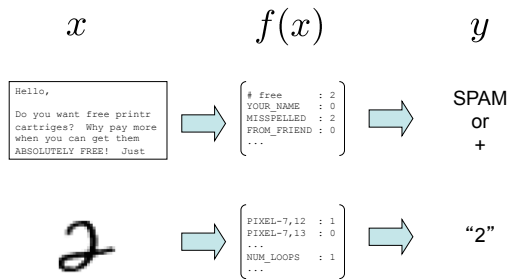 x f(x) y
Hello,
Do you want free printr
cartriges? Why pay more
when you can get them
ABSOLUTELY FREE! Just
# free : 2
YOUR_NAME : 0
MISSPELLED : 2
FROM_FRIEND : 0
...
SPAM
or
+
2
PIXEL-7,12 : 1
PIXEL-7,13 : 0
...
NUM_LOOPS : 1
...
“2”